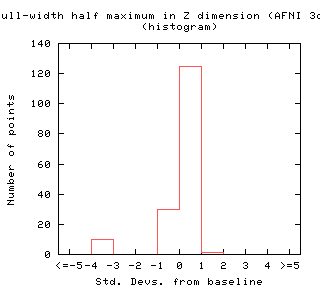 ull-width half maximum in Z dimension (AFNI 3d
(histogram)
140
120
100
80
60
40
20
0
Number of points
<=-5 -4 -3 -2 -1 0 1 2 3 4 >=5
Std. Devs. from baseline